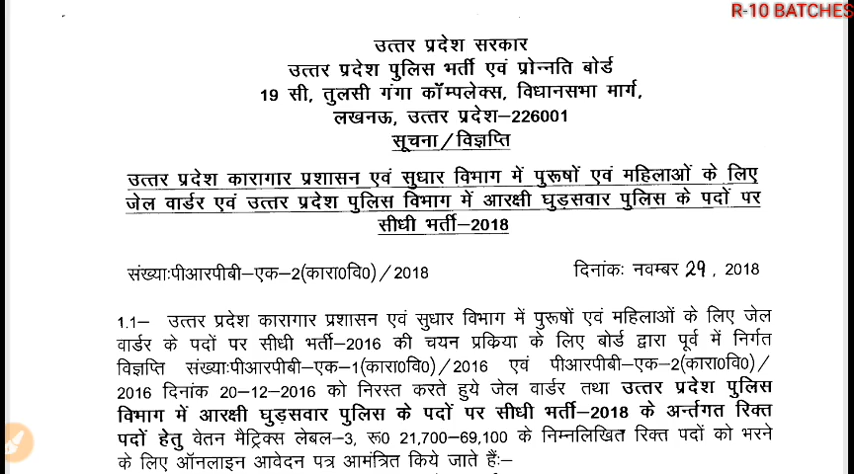 R-10 BATCHES
उत्तर प्रदेश सरकार
उत्तर प्रदेश पुलिस भर्ती एवं प्रोन्नति बोर्ड
19 सी, तुलसी गंगा कॉम्पलेक्स, विधानसभा मार्ग,
लखनऊ, उत्तर प्रदेश–226001
सूचना/विज्ञप्ति
उत्तर प्रदेश कारागार प्रशासन एवं सुधार विभाग में पुरूषों एवं महिलाओं के लिए
जेल वार्डर एवं उत्तर प्रदेश पुलिस विभाग में आरक्षी घुड़सवार पुलिस के पदों पर
सीधी भर्ती–2018
संख्याःपीआरपीबी–एक–2(कारा0वि0)/2018 दिनांकः नवम्बर 29, 2018
1.1– उत्तर प्रदेश कारागार प्रशासन एवं सुधार विभाग में पुरूषों एवं महिलाओं के लिए जेल
वार्डर के पदों पर सीधी भर्ती–2016 की चयन प्रकिया के लिए बोर्ड द्वारा पूर्व में निर्गत
विज्ञप्ति संख्याःपीआरपीबी–एक–1(कारा0वि0)/2016 एवं पीआरपीबी–एक–2(कारा0वि0)/
2016 दिनांक 20–12–2016 को निरस्त करते हुये जेल वार्डर तथा उत्तर प्रदेश पुलिस
विभाग में आरक्षी घुड़सवार पुलिस के पदों पर सीधी भर्ती–2018 के अर्न्तगत रिक्त
पदों हेतु वेतन मैट्रिक्स लेबल–3, रू0 21,700–69,100 के निम्नलिखित रिक्त पदों को भरने
के लिए ऑनलाइन आवेदन पत्र आमंत्रित किये जाते हैंः–